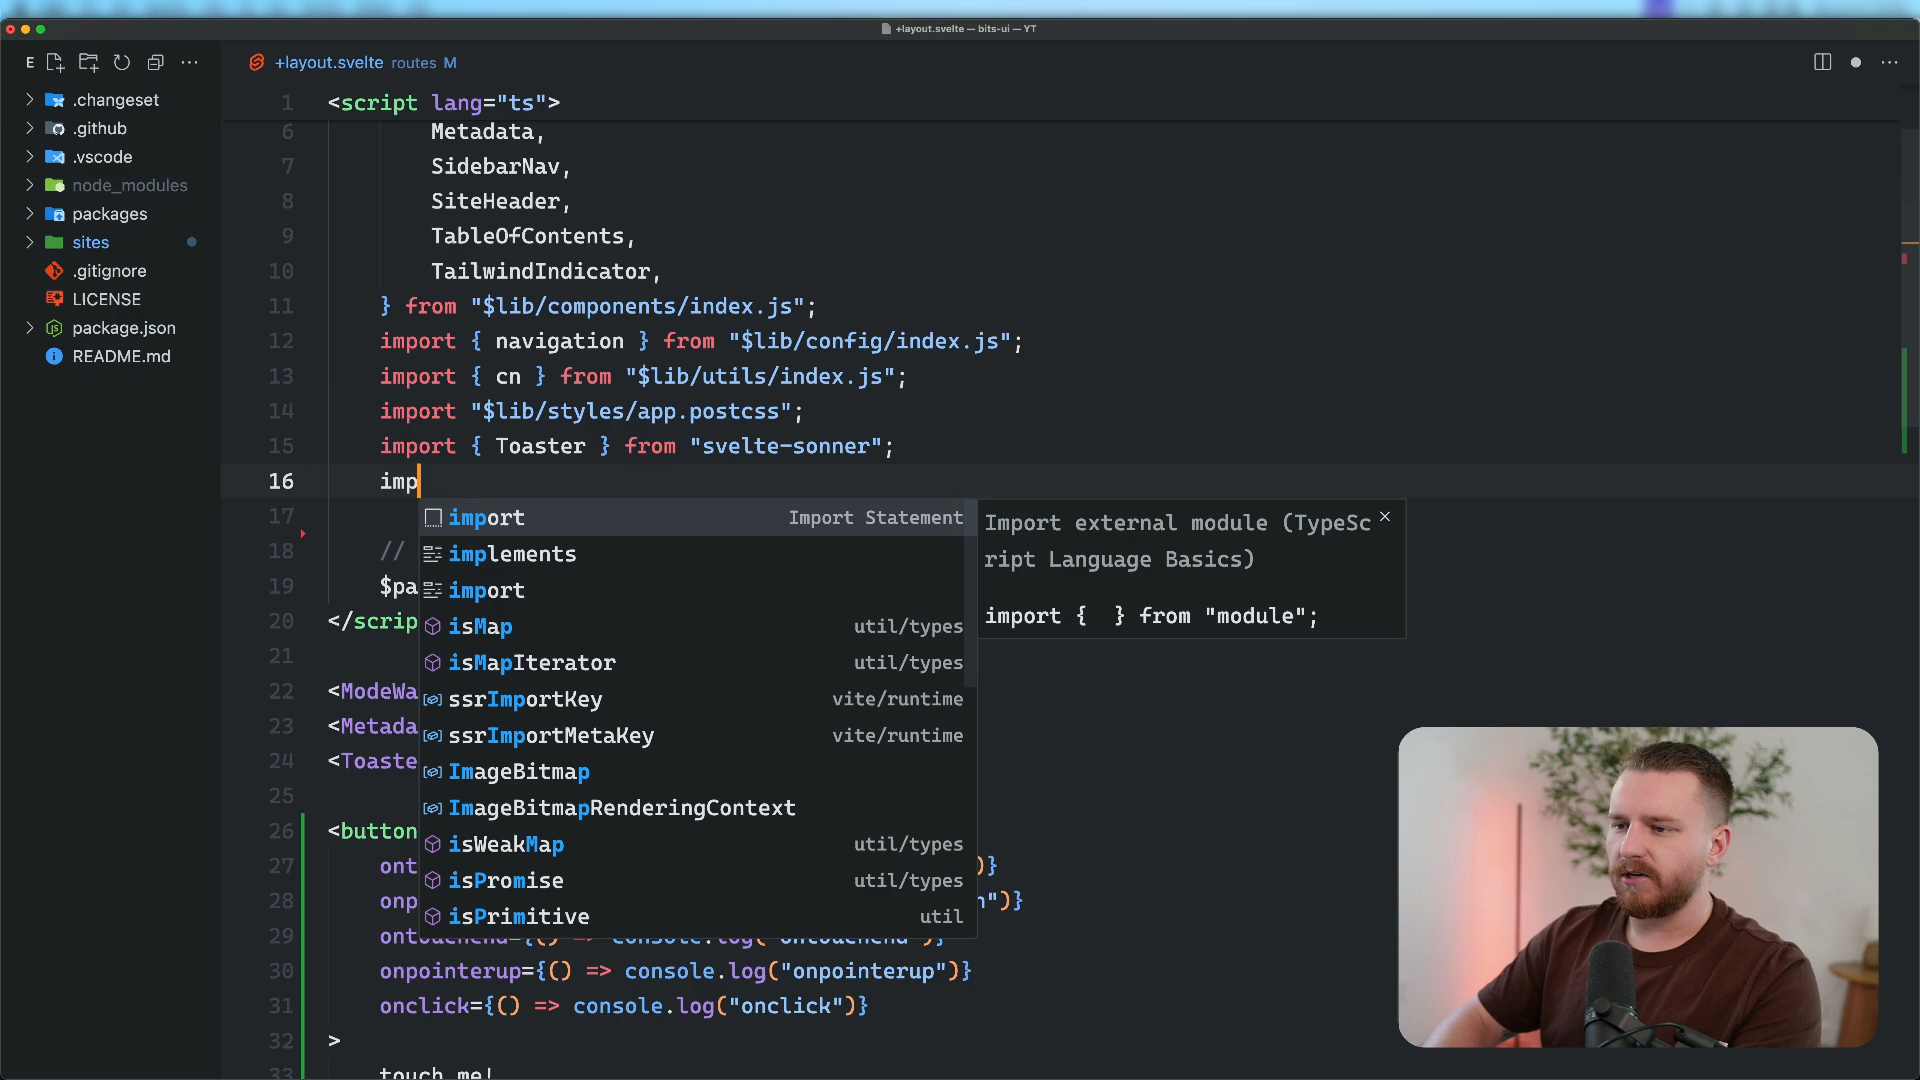 +layout.svelte — bits-ui — YT
E
.changeset
.github
.vscode
node_modules
packages
sites
.gitignore
LICENSE
package.json
README.md
+layout.svelte routes M
1 <script lang="ts">
6 Metadata,
7 SidebarNav,
8 SiteHeader,
9 TableOfContents,
10 TailwindIndicator,
11 } from "$lib/components/index.js";
12 import { navigation } from "$lib/config/index.js";
13 import { cn } from "$lib/utils/index.js";
14 import "$lib/styles/app.postcss";
15 import { Toaster } from "svelte-sonner";
16 imp
17
18 //
19 $pa
20 </scrip
21
22 <ModeWa
23 <Metada
24 <Toaste
25
26 <button
27 ont )}
28 onp n")}
29 ontouchend={() => console.log("ontouchend")}
30 onpointerup={() => console.log("onpointerup")}
31 onclick={() => console.log("onclick")}
32 >
33 touch me!
import Import Statement
implements
import
isMap util/types
isMapIterator util/types
ssrImportKey vite/runtime
ssrImportMetaKey vite/runtime
ImageBitmap
ImageBitmapRenderingContext
isWeakMap util/types
isPromise util/types
isPrimitive util
Import external module (TypeSc
ript Language Basics)
import {  } from "module";